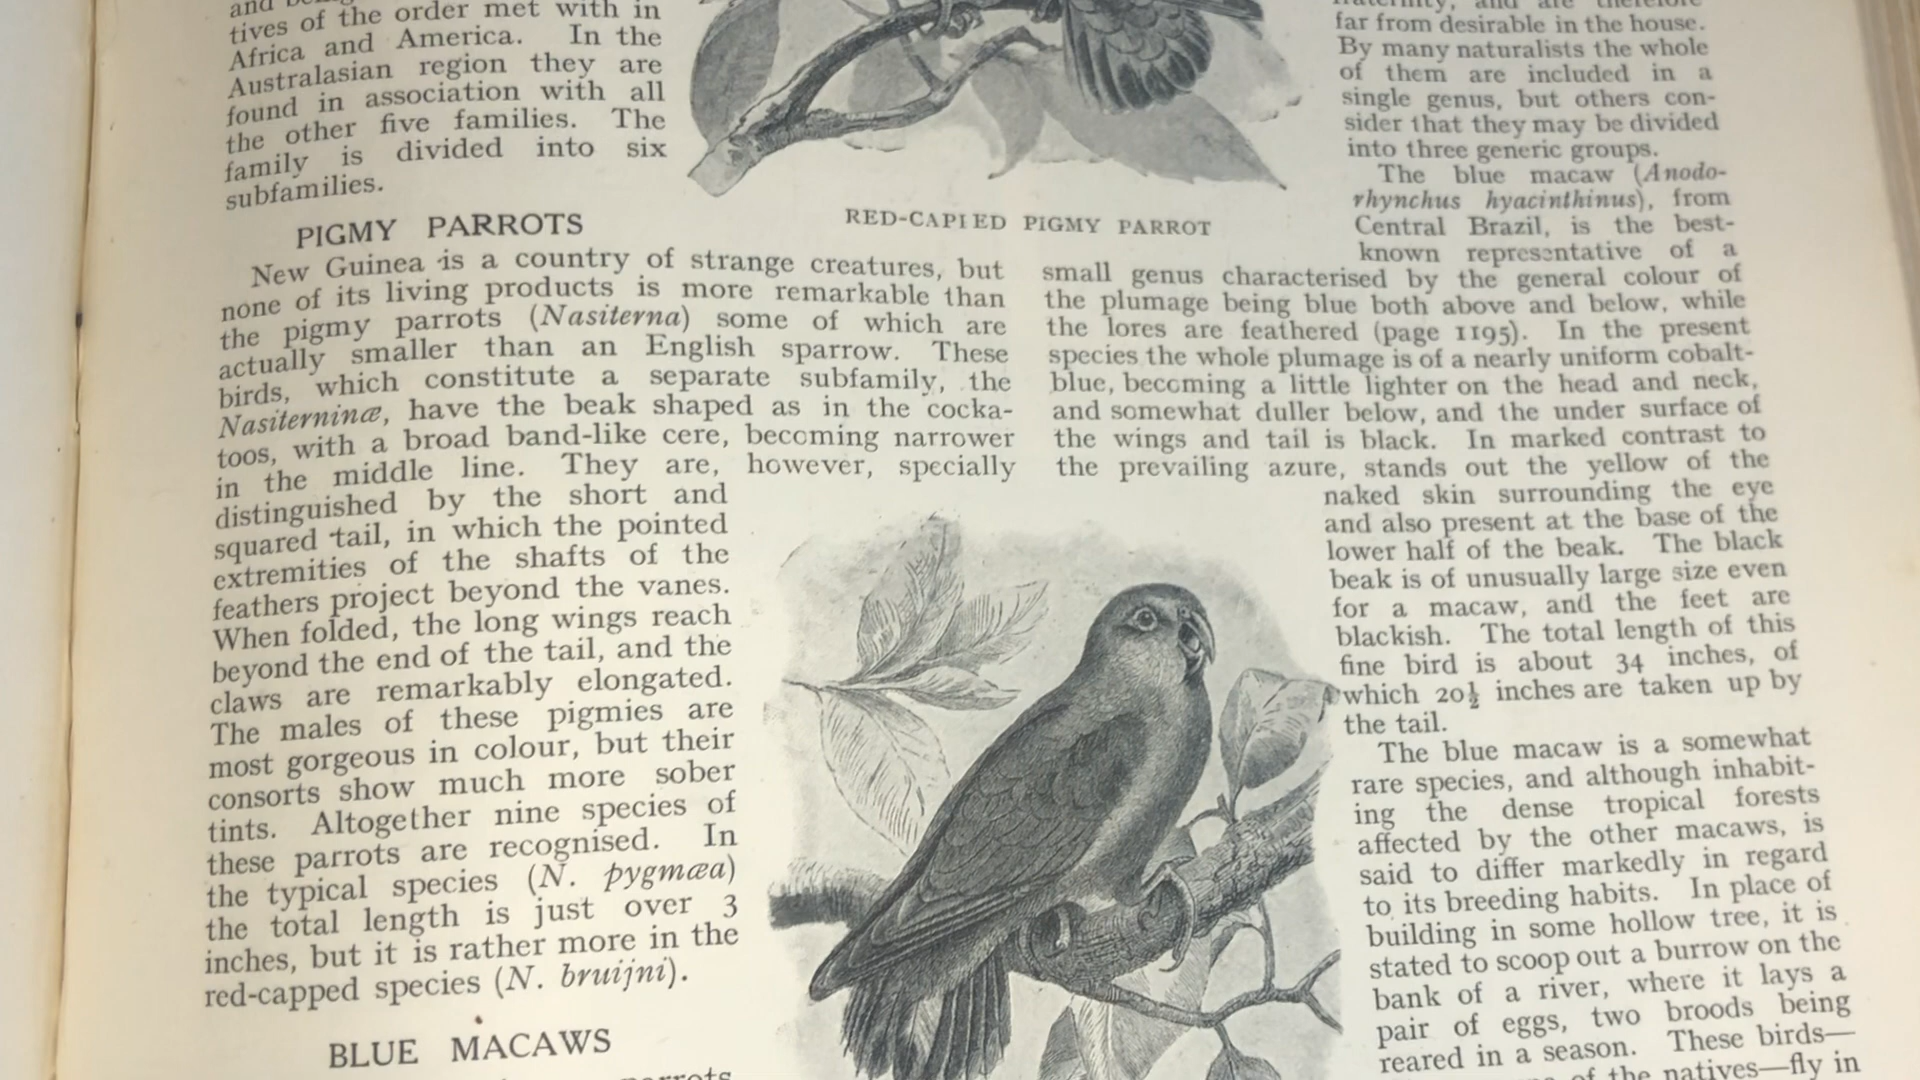 tives of the order met with in
Africa and America. In the
Australasian region they are
found in association with all
the other five families. The
family is divided into six
subfamilies.
PIGMY PARROTS
New Guinea is a country of strange creatures, but
none of its living products is more remarkable than
the pigmy parrots (Nasiterna) some of which are
actually smaller than an English sparrow. These
birds, which constitute a separate subfamily, the
Nasiterninæ, have the beak shaped as in the cocka-
toos, with a broad band-like cere, becoming narrower
in the middle line. They are, however, specially
distinguished by the short and
squared tail, in which the pointed
extremities of the shafts of the
feathers project beyond the vanes.
When folded, the long wings reach
beyond the end of the tail, and the
claws are remarkably elongated.
The males of these pigmies are
most gorgeous in colour, but their
consorts show much more sober
tints. Altogether nine species of
these parrots are recognised. In
the typical species (N. pygmæa)
the total length is just over 3
inches, but it is rather more in the
red-capped species (N. bruijni).
BLUE MACAWS
RED-CAPPED PIGMY PARROT
far from desirable in the house.
By many naturalists the whole
of them are included in a
single genus, but others con-
sider that they may be divided
into three generic groups.
The blue macaw (Anodo-
rhynchus hyacinthinus), from
Central Brazil, is the best-
known representative of a
small genus characterised by the general colour of
the plumage being blue both above and below, while
the lores are feathered (page 1195). In the present
species the whole plumage is of a nearly uniform cobalt-
blue, becoming a little lighter on the head and neck,
and somewhat duller below, and the under surface of
the wings and tail is black. In marked contrast to
the prevailing azure, stands out the yellow of the
naked skin surrounding the eye
and also present at the base of the
lower half of the beak. The black
beak is of unusually large size even
for a macaw, and the feet are
blackish. The total length of this
fine bird is about 34 inches, of
which 20½ inches are taken up by
the tail.
The blue macaw is a somewhat
rare species, and although inhabit-
ing the dense tropical forests
affected by the other macaws, is
said to differ markedly in regard
to its breeding habits. In place of
building in some hollow tree, it is
stated to scoop out a burrow on the
bank of a river, where it lays a
pair of eggs, two broods being
reared in a season. These birds—
of the natives—fly in